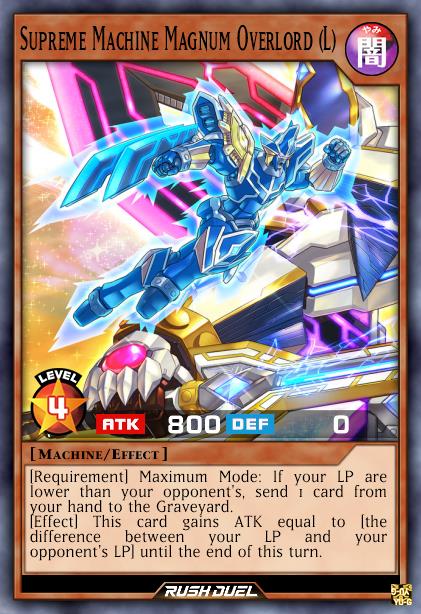 SUPREME MACHINE MAGNUM OVERLORD (L)
やみ
闇
LEVEL
4
ATK 800 DEF 0
[MACHINE/EFFECT]
[Requirement] Maximum Mode: If your LP are
lower than your opponent's, send 1 card from
your hand to the Graveyard.
[Effect] This card gains ATK equal to [the
difference between your LP and your
opponent's LP] until the end of this turn.
RUSH DUEL